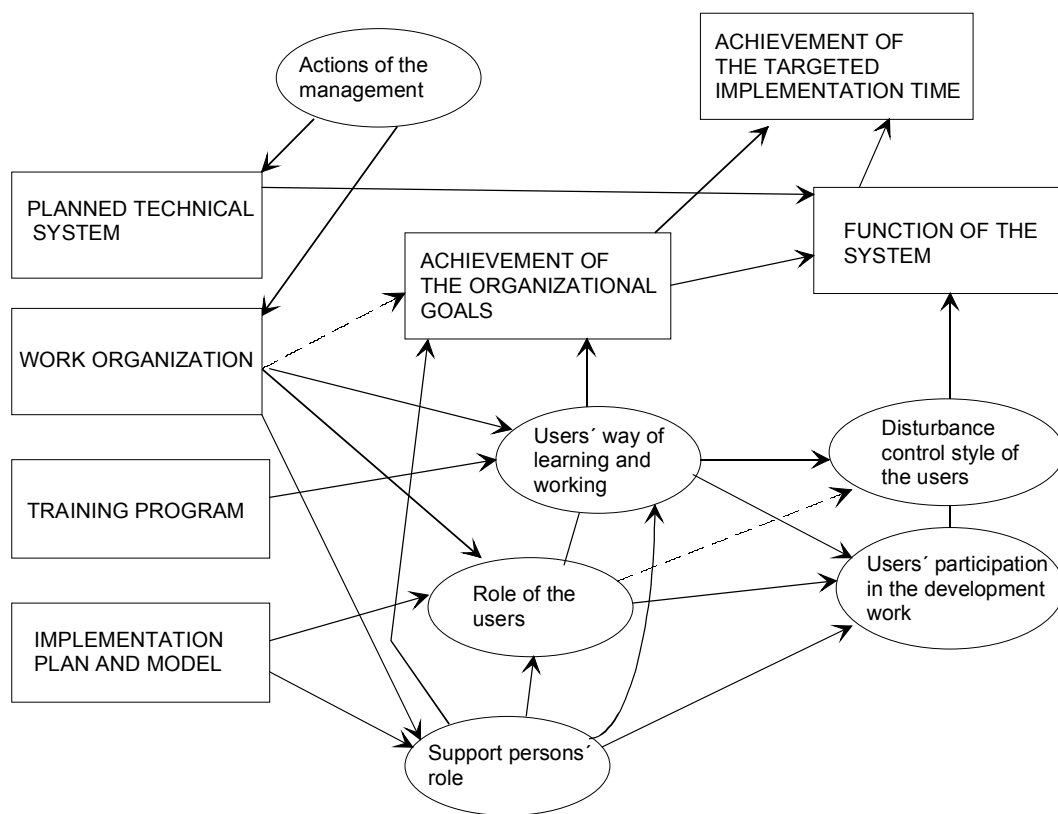 Actions of the
management
ACHIEVEMENT OF
THE TARGETED
IMPLEMENTATION TIME
PLANNED TECHNICAL
SYSTEM
FUNCTION OF THE
SYSTEM
ACHIEVEMENT OF
THE ORGANIZATIONAL
GOALS
WORK ORGANIZATION
Users´ way of
learning and
working
Disturbance
control style of
the users
TRAINING PROGRAM
Role of the
users
Users´ participation
in the development
work
IMPLEMENTATION
PLAN AND MODEL
Support persons´
role